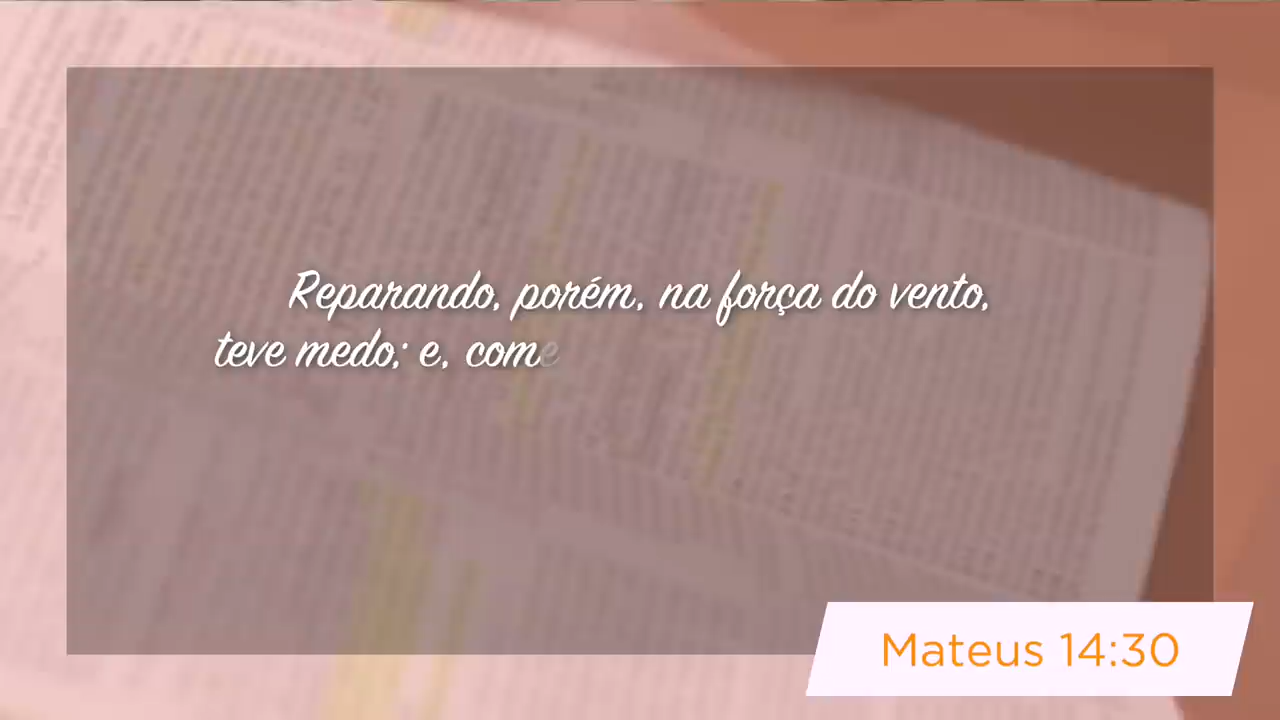 Reparando, porém, na força do vento,
teve medo; e, come
Mateus 14:30